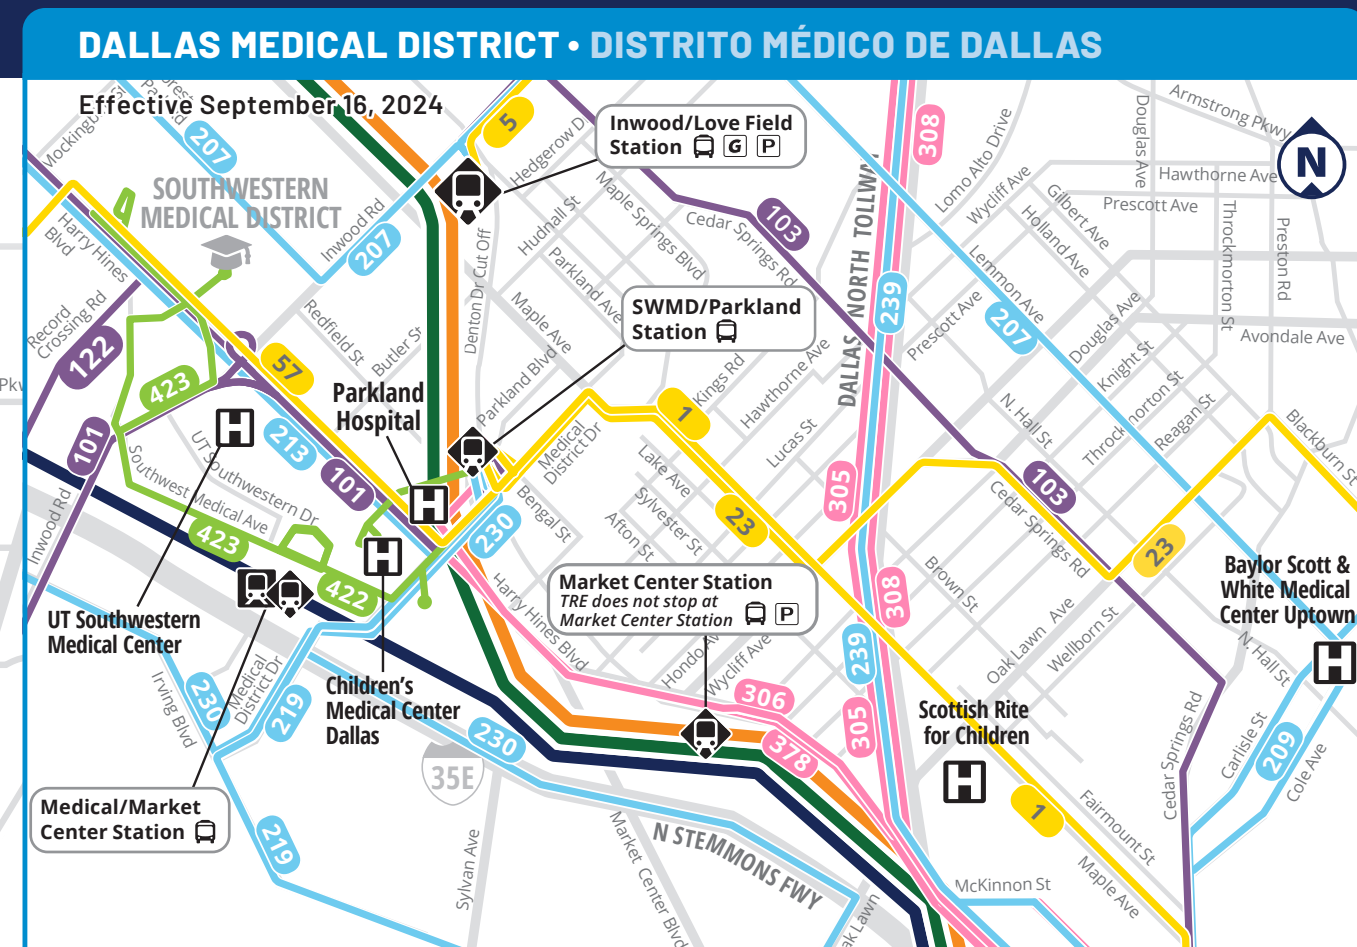 DALLAS MEDICAL DISTRICT • DISTRITO MÉDICO DE DALLAS
Effective September 16, 2024
Inwood/Love Field
Station G P
SWMD/Parkland
Station
Market Center Station
TRE does not stop at
Market Center Station P
Medical/Market
Center Station
SOUTHWESTERN
MEDICAL DISTRICT
Parkland
Hospital
H
UT Southwestern
Medical Center
H
Children's
Medical Center
Dallas
H
Scottish Rite
for Children
H
Baylor Scott &
White Medical
Center Uptown
H
N
DALLAS NORTH TOLLWAY
N STEMMONS FWY
35E
207
5
308
103
207
239
207
122
423
57
101
213
101
1
23
305
103
23
230
423
422
308
239
305
306
378
230
219
230
219
209
1
Harry Hines
Blvd
Record
Crossing Rd
Inwood Rd
Inwood Rd
Redfield St
Butler St
Denton Dr Cut Off
Hudnall St
Maple Springs Blvd
Parkland Ave
Maple Ave
Parkland Blvd
Cedar Springs Rd
Kings Rd
Hawthorne Ave
Lucas St
Medical
District Dr
Lake Ave
Sylvester St
Afton St
Bengal St
UT Southwestern Dr
Southwest Medical Ave
Harry Hines Blvd
Wycliff Ave
Irving Blvd
Medical
District Dr
Sylvan Ave
Market Center Blvd
McKinnon St
Maple Ave
Fairmount St
Cedar Springs Rd
Carlisle St
Cole Ave
N. Hall St
Oak Lawn Ave
Wellborn St
Brown St
Cedar Springs Rd
N. Hall St
Throckmorton St
Reagan St
Knight St
Douglas Ave
Lemmon Ave
Prescott Ave
Lomo Alto Drive
Wycliff Ave
Holland Ave
Gilbert Ave
Armstrong Pkwy
Douglas Ave
Hawthorne Ave
Prescott Ave
Throckmorton St
Preston Rd
Avondale Ave
Blackburn St